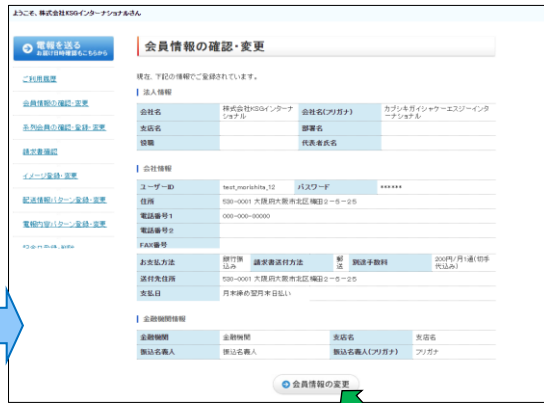 ようこそ、株式会社KSGインターナショナルさん
電報を送る
お届け日時確認もこちらから
会員情報の確認・変更
ご利用履歴
会員情報の確認・変更
系列会員の確認・登録・変更
請求書確認
イメージ登録・変更
配送情報パターン登録・変更
電報内容パターン登録・変更
現在、下記の情報でご登録されています。
法人情報
会社名 株式会社KSGインターナショナル 会社名(フリガナ) カブシキガイシャケーエスジーインターナショナル
支店名 部署名
役職 代表者氏名
会社情報
ユーザーID test_morishita_12 パスワード ******
住所 530-0001 大阪府大阪市北区梅田2-5-25
電話番号1 000-000-00000
電話番号2
FAX番号
お支払方法 銀行振込み 請求書送付方法 郵送 別途手数料 200円/月1通(切手代込み)
送付先住所 530-0001 大阪府大阪市北区梅田2-5-25
支払日 月末締め翌月末日払い
金融機関情報
金融機関 金融機関 支店名 支店名
振込名義人 振込名義人 振込名義人(フリガナ) フリガナ
会員情報の変更